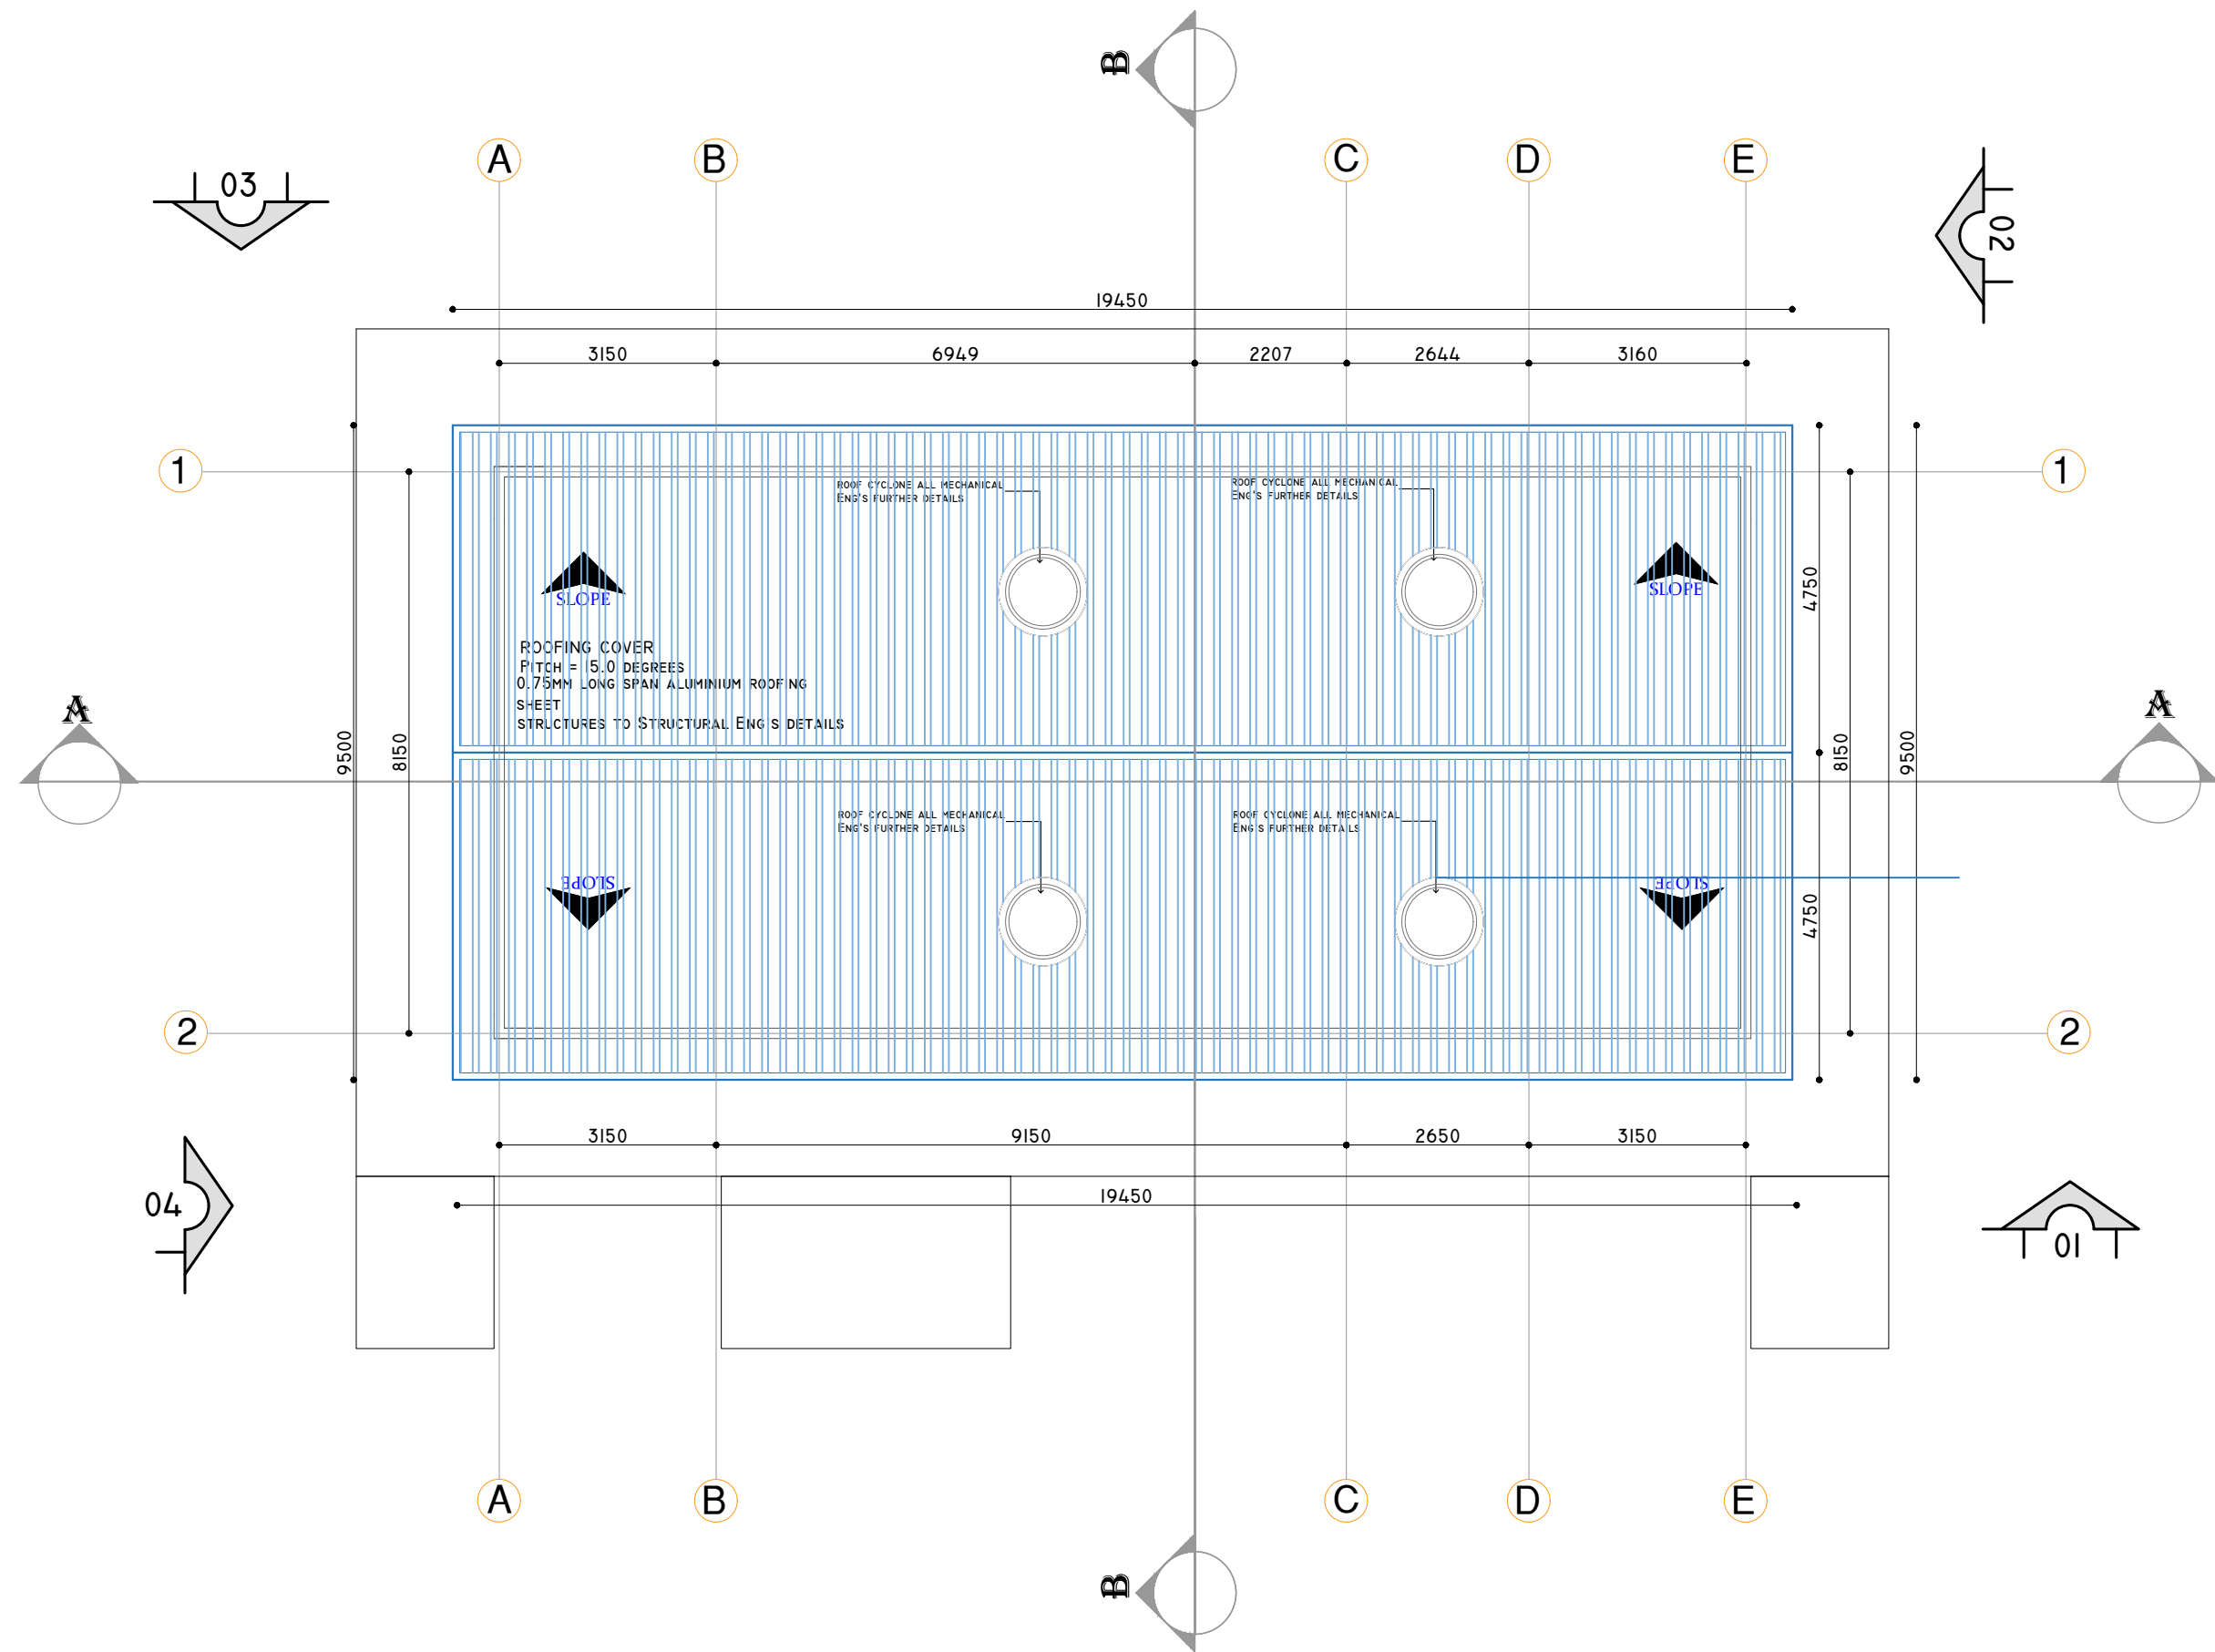 B
A B C D E
03
02
19450
3150 6949 2207 2644 3160
1 1
ROOF CYCLONE ALL MECHANICAL
ENG'S FURTHER DETAILS
ROOF CYCLONE ALL MECHANICAL
ENG'S FURTHER DETAILS
SLOPE
SLOPE
4750
ROOFING COVER
PITCH = 15.0 DEGREES
0.75MM LONG SPAN ALUMINIUM ROOFING
SHEET
STRUCTURES TO STRUCTURAL ENG'S DETAILS
A A
9500 8150 8150 9500
ROOF CYCLONE ALL MECHANICAL
ENG'S FURTHER DETAILS
ROOF CYCLONE ALL MECHANICAL
ENG'S FURTHER DETAILS
SLOPE
SLOPE
4750
2 2
3150 9150 2650 3150
04
19450
01
A B C D E
B